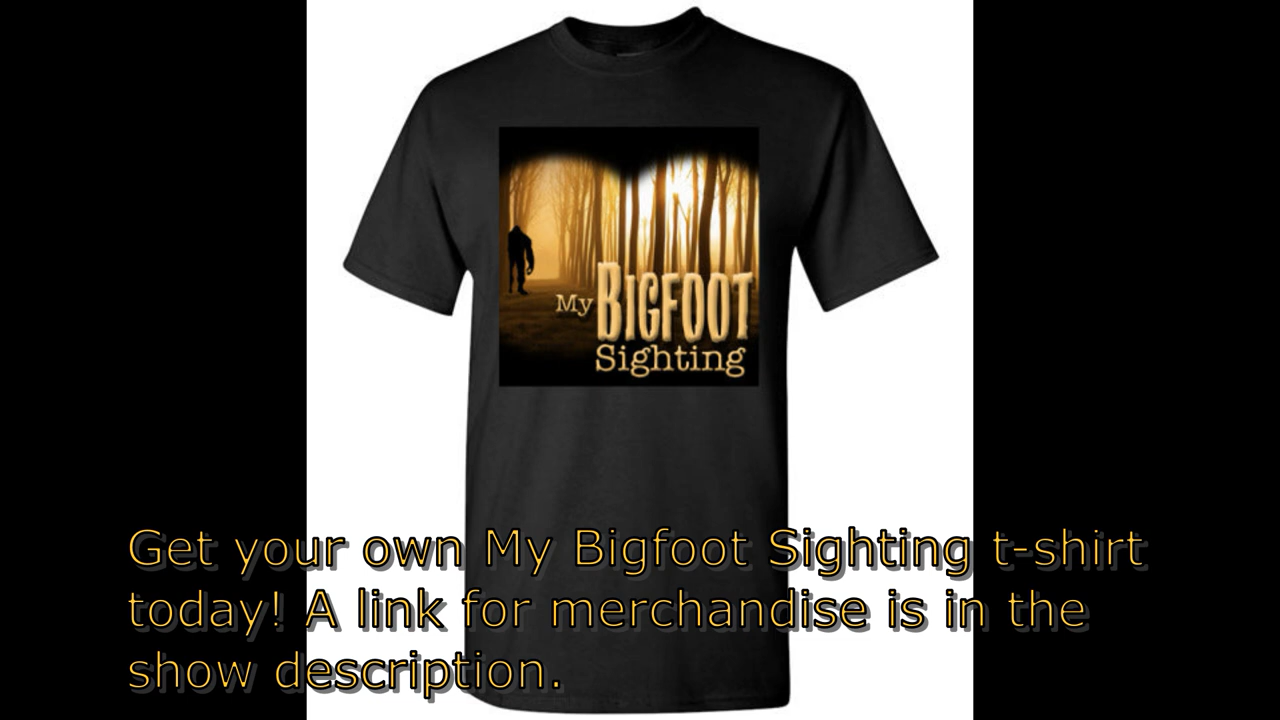 My BIGFOOT
Sighting
Get your own My Bigfoot Sighting t-shirt
today! A link for merchandise is in the
show description.